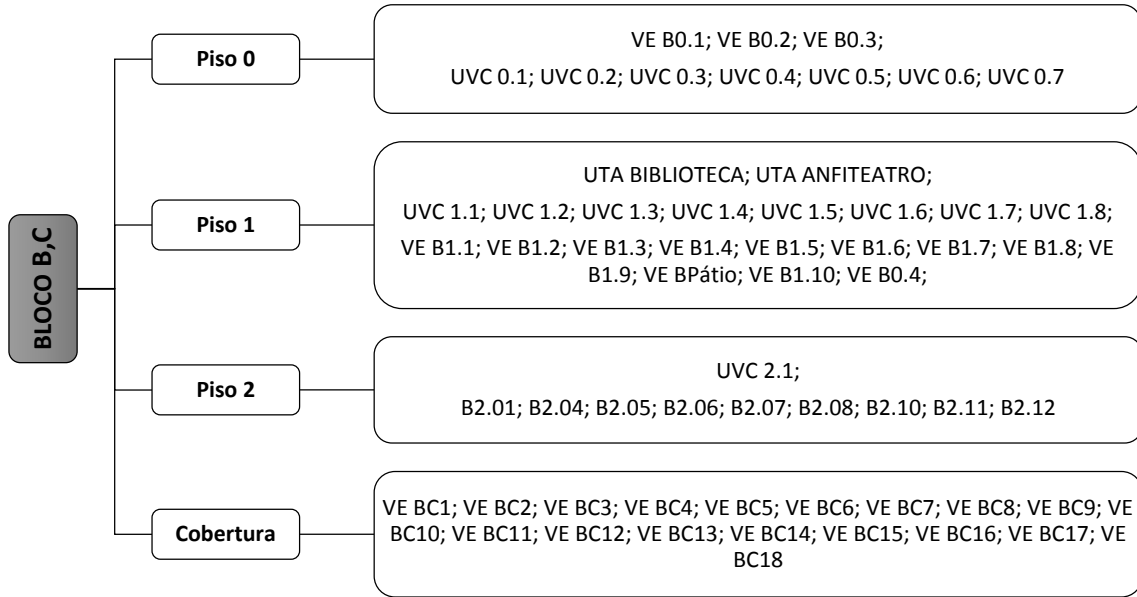 BLOCO B,C
Piso 0
VE B0.1; VE B0.2; VE B0.3;
UVC 0.1; UVC 0.2; UVC 0.3; UVC 0.4; UVC 0.5; UVC 0.6; UVC 0.7
Piso 1
UTA BIBLIOTECA; UTA ANFITEATRO;
UVC 1.1; UVC 1.2; UVC 1.3; UVC 1.4; UVC 1.5; UVC 1.6; UVC 1.7; UVC 1.8;
VE B1.1; VE B1.2; VE B1.3; VE B1.4; VE B1.5; VE B1.6; VE B1.7; VE B1.8; VE
B1.9; VE BPátio; VE B1.10; VE B0.4;
Piso 2
UVC 2.1;
B2.01; B2.04; B2.05; B2.06; B2.07; B2.08; B2.10; B2.11; B2.12
Cobertura
VE BC1; VE BC2; VE BC3; VE BC4; VE BC5; VE BC6; VE BC7; VE BC8; VE BC9; VE
BC10; VE BC11; VE BC12; VE BC13; VE BC14; VE BC15; VE BC16; VE BC17; VE
BC18